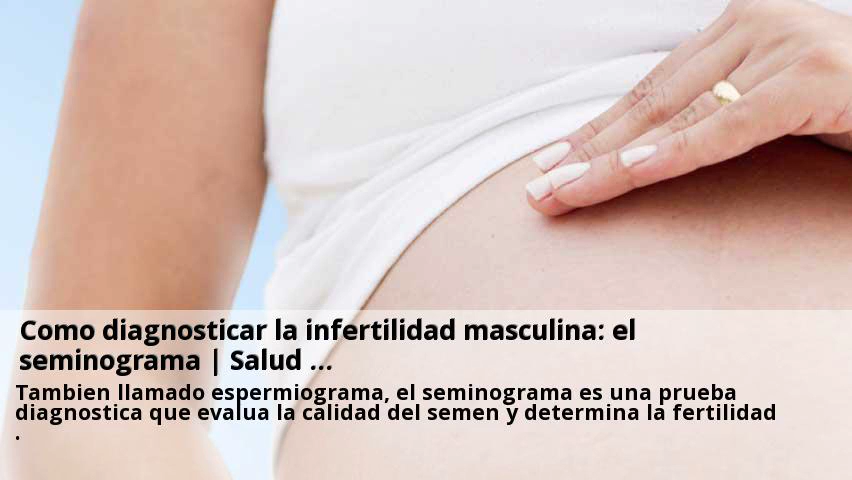 Como diagnosticar la infertilidad masculina: el
seminograma | Salud ...
Tambien llamado espermiograma, el seminograma es una prueba
diagnostica que evalua la calidad del semen y determina la fertilidad
.